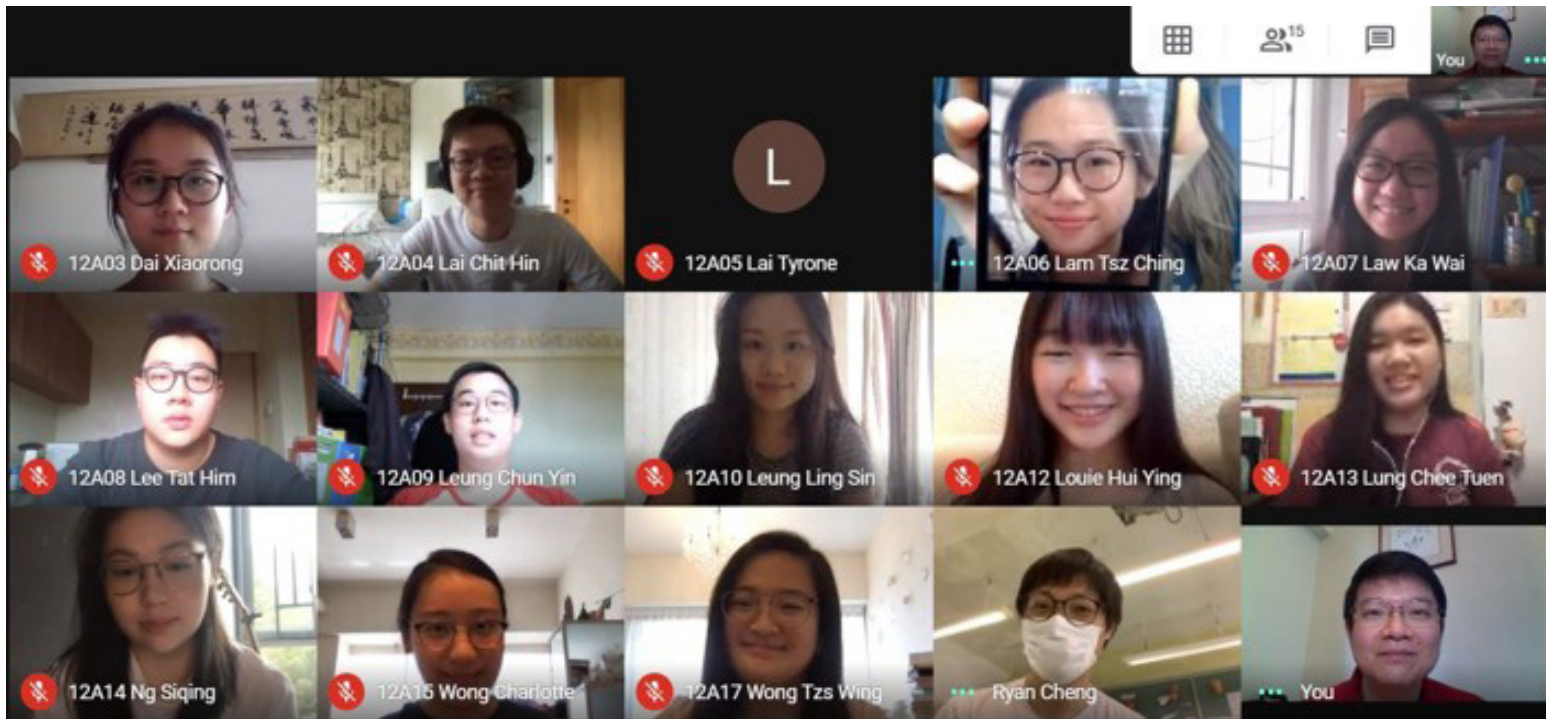 15
You
12A03 Dai Xiaorong
12A04 Lai Chit Hin
L
12A05 Lai Tyrone
12A06 Lam Tsz Ching
12A07 Law Ka Wai
12A08 Lee Tat Him
12A09 Leung Chun Yin
12A10 Leung Ling Sin
12A12 Louie Hui Ying
12A13 Lung Chee Tuen
12A14 Ng Siqing
12A15 Wong Charlotte
12A17 Wong Tzs Wing
Ryan Cheng
You